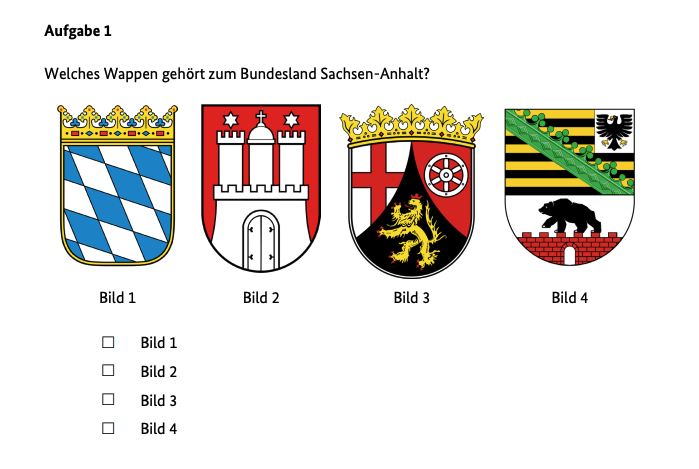 Aufgabe 1
Welches Wappen gehört zum Bundesland Sachsen-Anhalt?
Bild 1 Bild 2 Bild 3 Bild 4
Bild 1
Bild 2
Bild 3
Bild 4